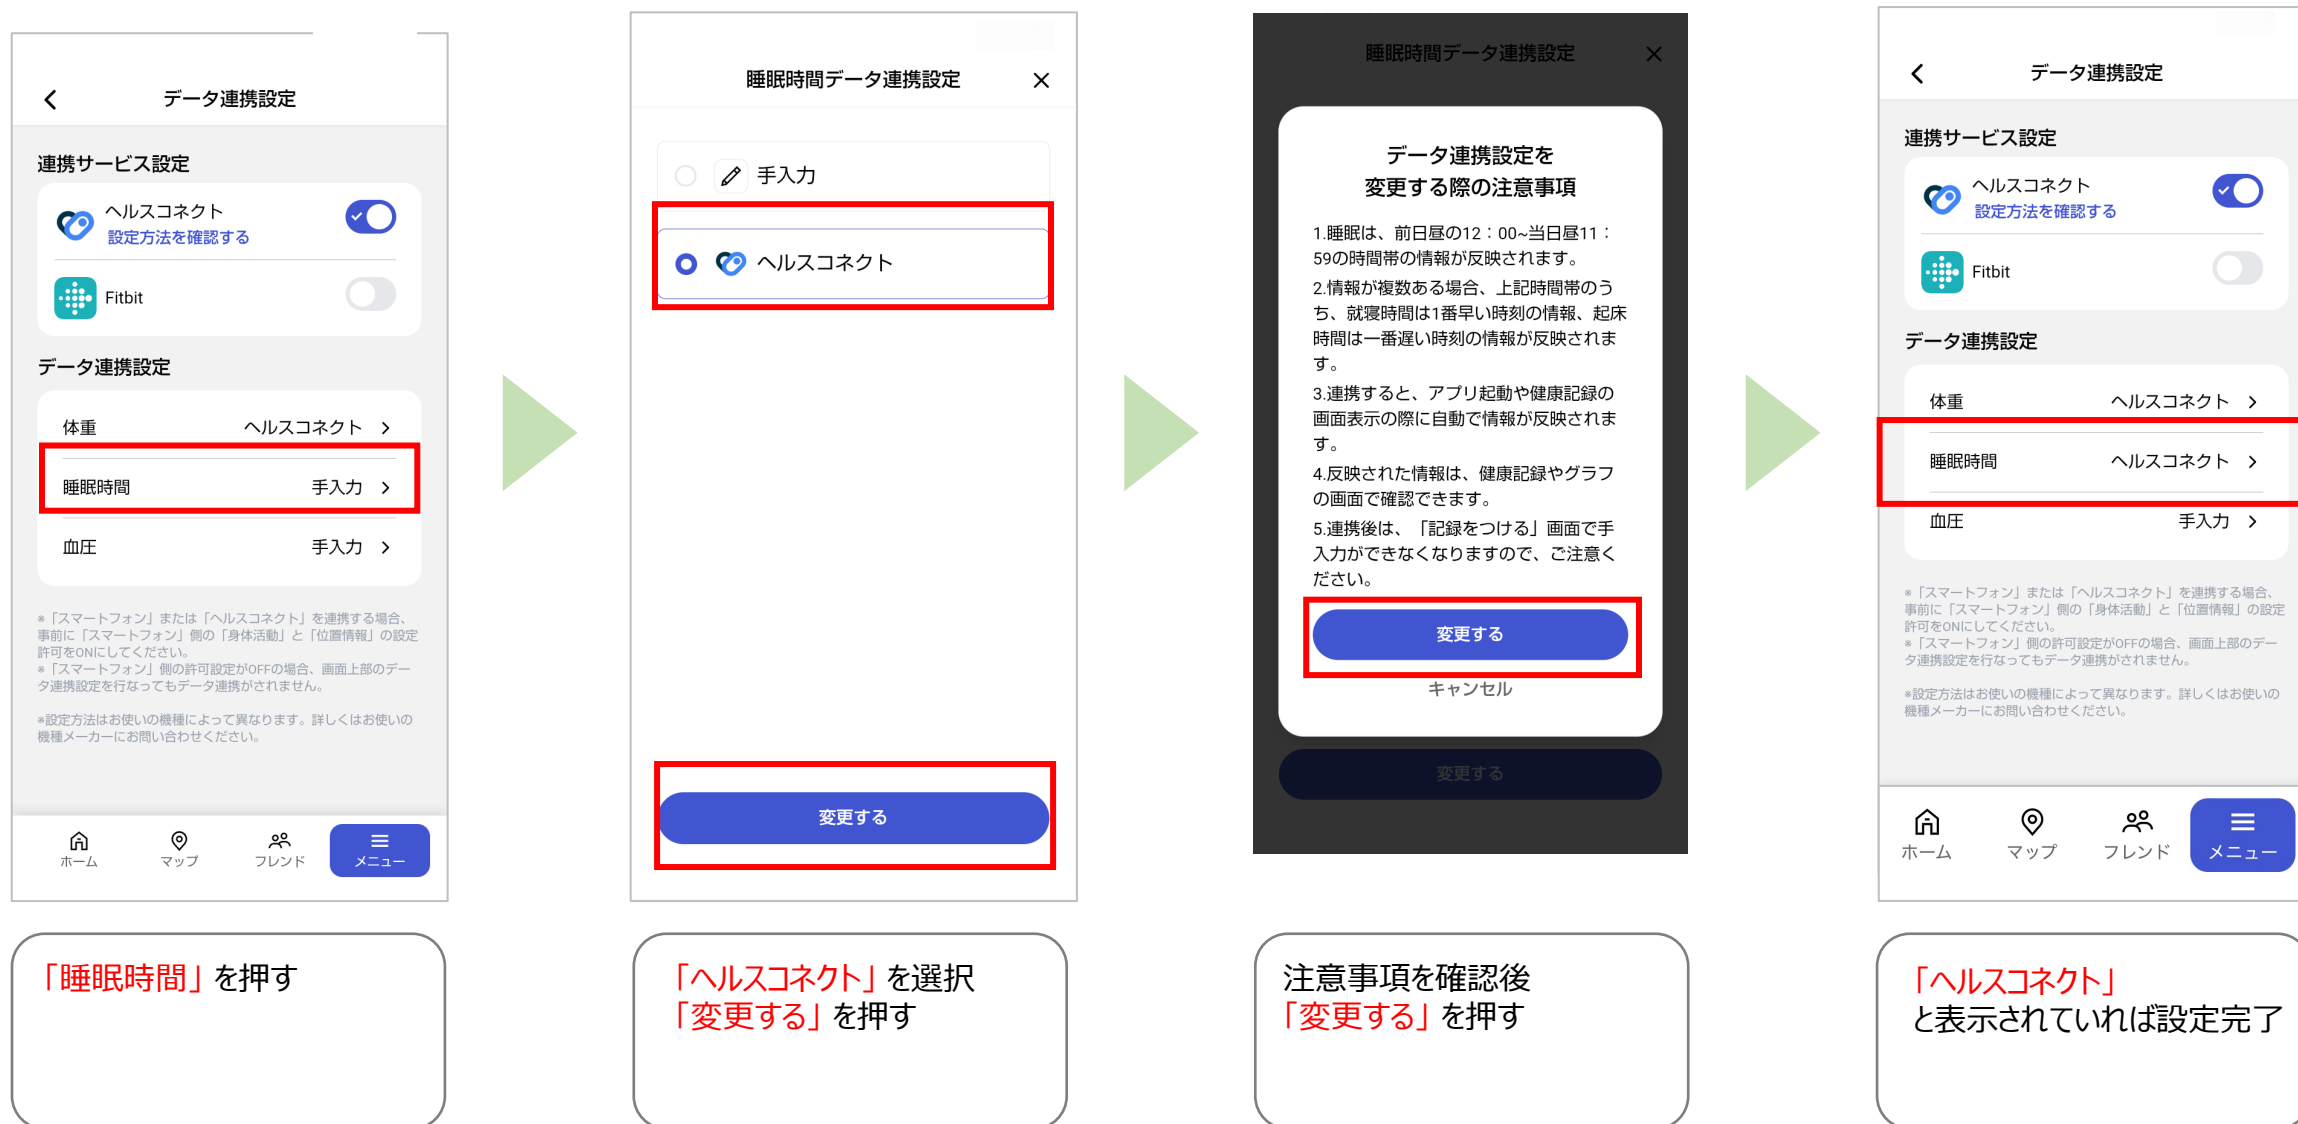 データ連携設定
連携サービス設定
ヘルスコネクト
設定方法を確認する
Fitbit
データ連携設定
体重 ヘルスコネクト
睡眠時間 手入力
血圧 手入力
※「スマートフォン」または「ヘルスコネクト」を連携する場合、
事前に「スマートフォン」側の「身体活動」と「位置情報」の設定
許可をONにしてください。
※「スマートフォン」側の許可設定がOFFの場合、画面上部のデー
タ連携設定を行なってもデータ連携がされません。
※設定方法はお使いの機種によって異なります。詳しくはお使いの
機種メーカーにお問い合わせください。
ホーム マップ フレンド メニュー
「睡眠時間」を押す
睡眠時間データ連携設定
手入力
ヘルスコネクト
変更する
「ヘルスコネクト」を選択
「変更する」を押す
睡眠時間データ連携設定
データ連携設定を
変更する際の注意事項
1.睡眠は、前日昼の12：00~当日昼11：
59の時間帯の情報が反映されます。
2.情報が複数ある場合、上記時間帯のう
ち、就寝時間は1番早い時刻の情報、起床
時間は一番遅い時刻の情報が反映されま
す。
3.連携すると、アプリ起動や健康記録の
画面表示の際に自動で情報が反映されま
す。
4.反映された情報は、健康記録やグラフ
の画面で確認できます。
5.連携後は、「記録をつける」画面で手
入力ができなくなりますので、ご注意く
ださい。
変更する
キャンセル
変更する
注意事項を確認後
「変更する」を押す
データ連携設定
連携サービス設定
ヘルスコネクト
設定方法を確認する
Fitbit
データ連携設定
体重 ヘルスコネクト
睡眠時間 ヘルスコネクト
血圧 手入力
※「スマートフォン」または「ヘルスコネクト」を連携する場合、
事前に「スマートフォン」側の「身体活動」と「位置情報」の設定
許可をONにしてください。
※「スマートフォン」側の許可設定がOFFの場合、画面上部のデー
タ連携設定を行なってもデータ連携がされません。
※設定方法はお使いの機種によって異なります。詳しくはお使いの
機種メーカーにお問い合わせください。
ホーム マップ フレンド メニュー
「ヘルスコネクト」
と表示されていれば設定完了